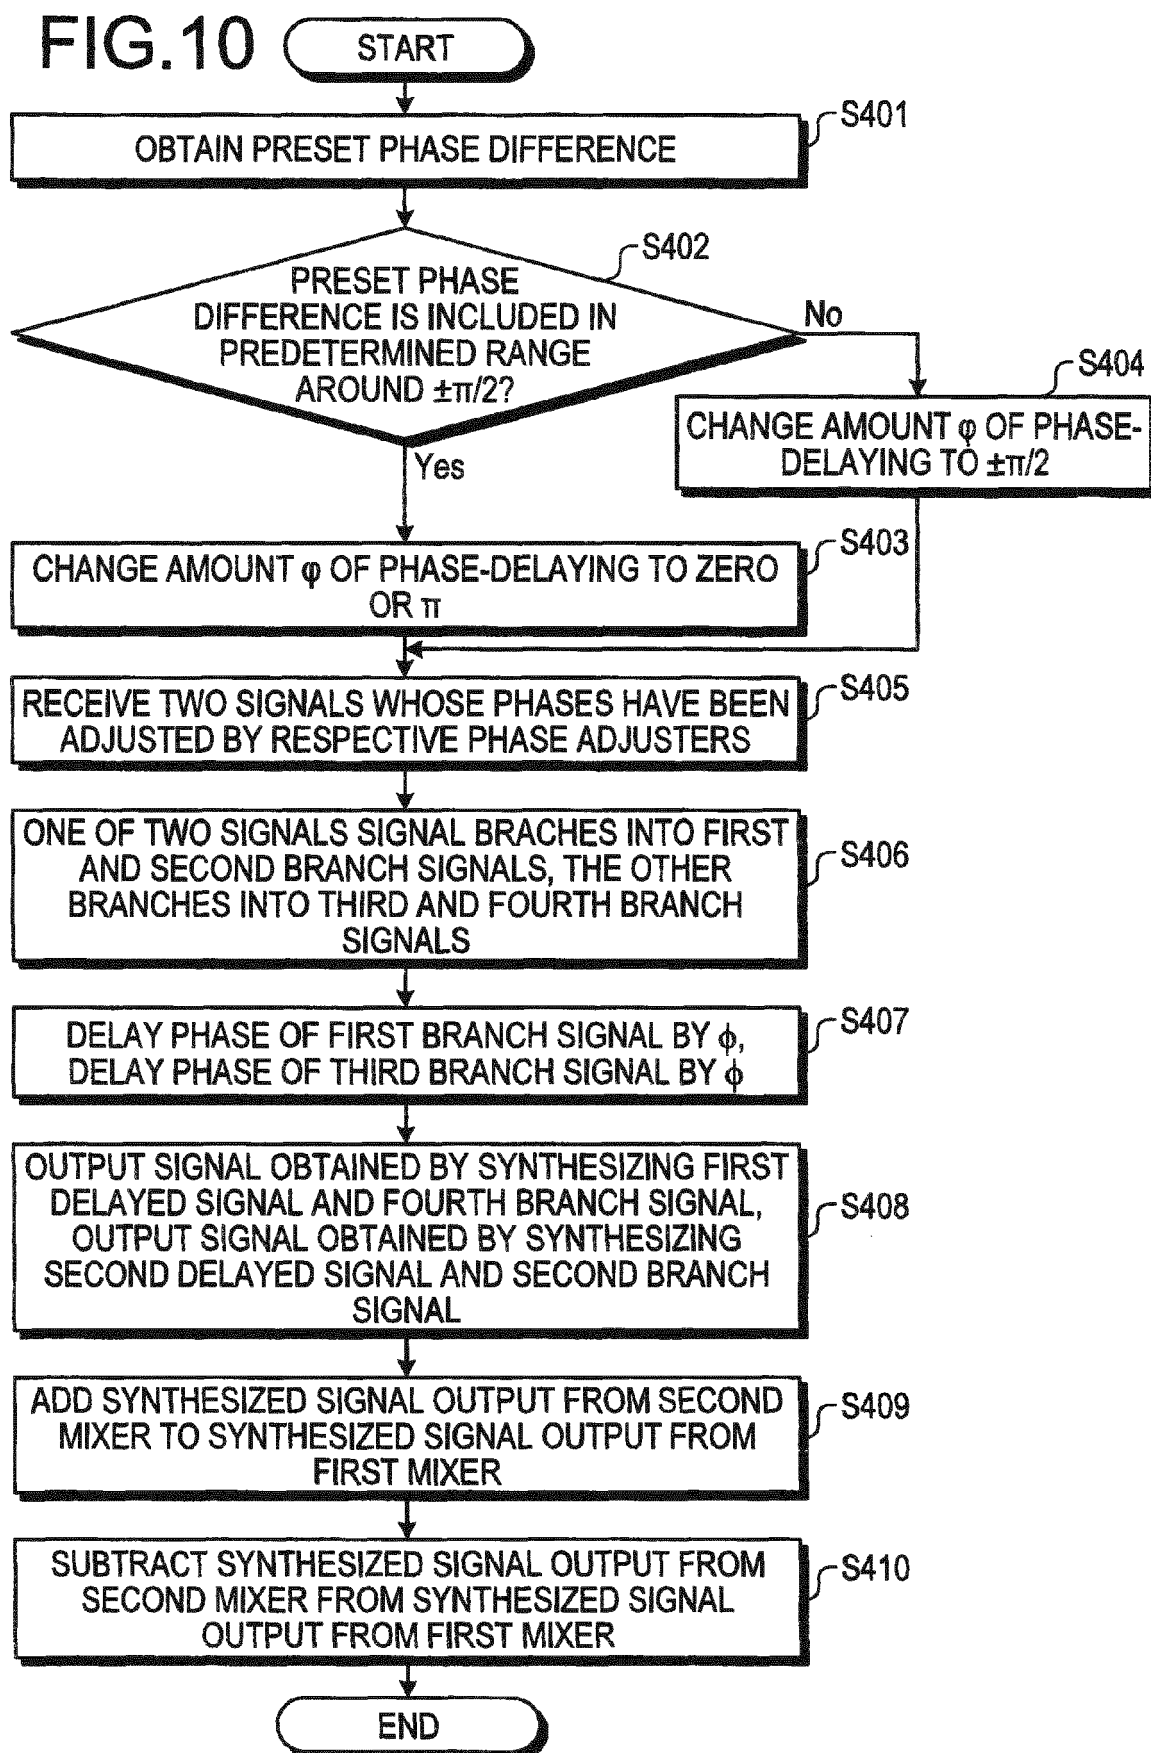 FIG.10
START
S401
OBTAIN PRESET PHASE DIFFERENCE
S402
PRESET PHASE
DIFFERENCE IS INCLUDED IN
PREDETERMINED RANGE
AROUND ±π/2?
No
Yes
S404
CHANGE AMOUNT φ OF PHASE-
DELAYING TO ±π/2
S403
CHANGE AMOUNT φ OF PHASE-DELAYING TO ZERO
OR π
S405
RECEIVE TWO SIGNALS WHOSE PHASES HAVE BEEN
ADJUSTED BY RESPECTIVE PHASE ADJUSTERS
S406
ONE OF TWO SIGNALS SIGNAL BRACHES INTO FIRST
AND SECOND BRANCH SIGNALS, THE OTHER
BRANCHES INTO THIRD AND FOURTH BRANCH
SIGNALS
S407
DELAY PHASE OF FIRST BRANCH SIGNAL BY ϕ,
DELAY PHASE OF THIRD BRANCH SIGNAL BY ϕ
S408
OUTPUT SIGNAL OBTAINED BY SYNTHESIZING FIRST
DELAYED SIGNAL AND FOURTH BRANCH SIGNAL,
OUTPUT SIGNAL OBTAINED BY SYNTHESIZING
SECOND DELAYED SIGNAL AND SECOND BRANCH
SIGNAL
S409
ADD SYNTHESIZED SIGNAL OUTPUT FROM SECOND
MIXER TO SYNTHESIZED SIGNAL OUTPUT FROM
FIRST MIXER
S410
SUBTRACT SYNTHESIZED SIGNAL OUTPUT FROM
SECOND MIXER FROM SYNTHESIZED SIGNAL
OUTPUT FROM FIRST MIXER
END